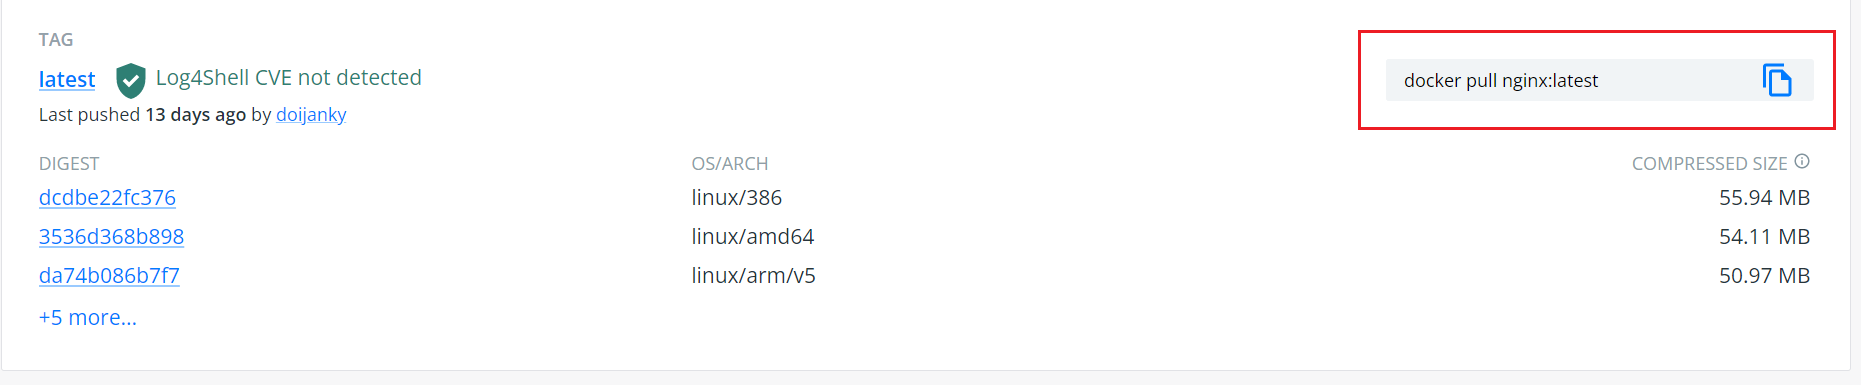 TAG
latest Log4Shell CVE not detected
docker pull nginx:latest
Last pushed 13 days ago by doijanky
DIGEST OS/ARCH COMPRESSED SIZE
dcdbe22fc376 linux/386 55.94 MB
3536d368b898 linux/amd64 54.11 MB
da74b086b7f7 linux/arm/v5 50.97 MB
+5 more...